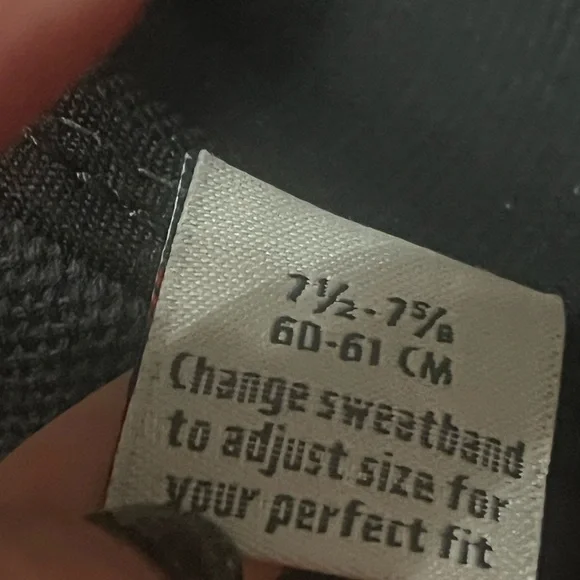 7½-7⅝
60-61 CM
Change sweatband
to adjust size for
your perfect fit